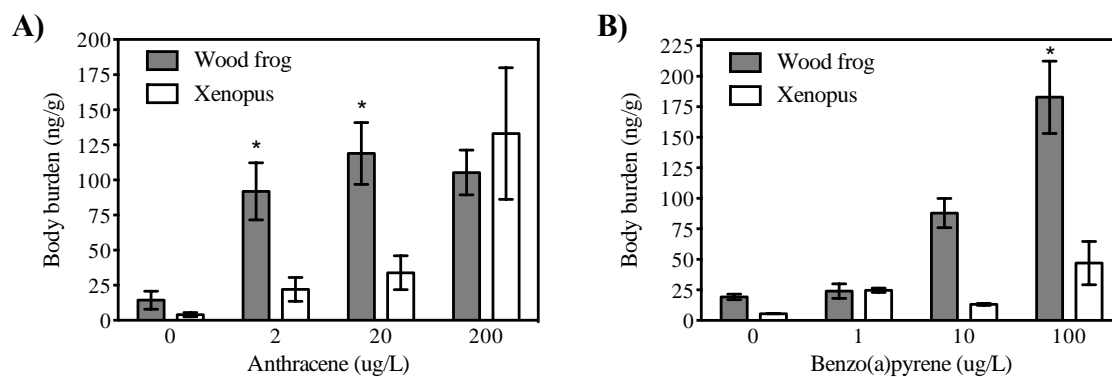 A)
200
175
150
125
100
75
50
25
0
Body burden (ng/g)
Wood frog
Xenopus
*
*
0 2 20 200
Anthracene (ug/L)
B)
225
200
175
150
125
100
75
50
25
0
Body burden (ng/g)
Wood frog
Xenopus
*
0 1 10 100
Benzo(a)pyrene (ug/L)